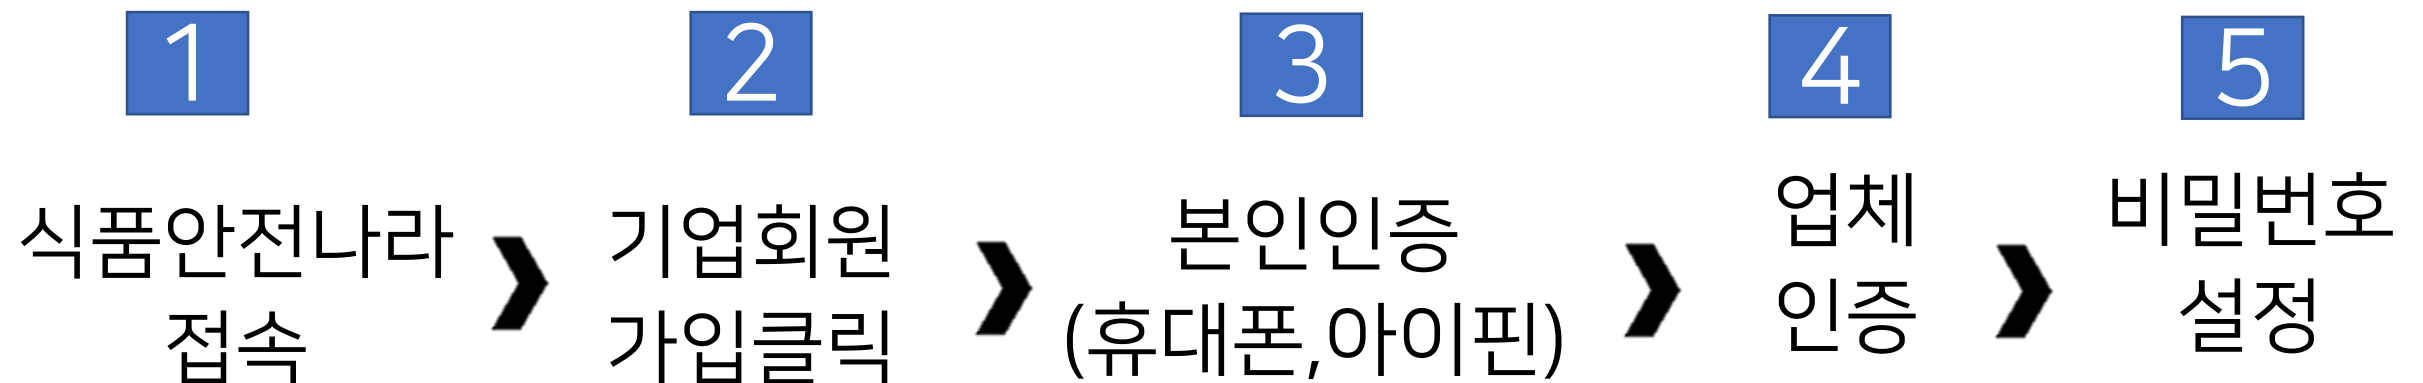 1
식품안전나라
접속
2
기업회원
가입클릭
3
본인인증
(휴대폰,아이핀)
4
업체
인증
5
비밀번호
설정